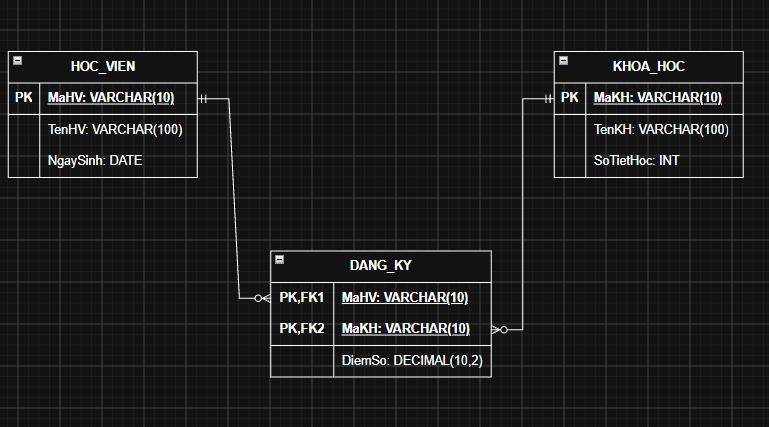 HOC_VIEN
PK MaHV: VARCHAR(10)
TenHV: VARCHAR(100)
NgaySinh: DATE
KHOA_HOC
PK MaKH: VARCHAR(10)
TenKH: VARCHAR(100)
SoTietHoc: INT
DANG_KY
PK,FK1 MaHV: VARCHAR(10)
PK,FK2 MaKH: VARCHAR(10)
DiemSo: DECIMAL(10,2)